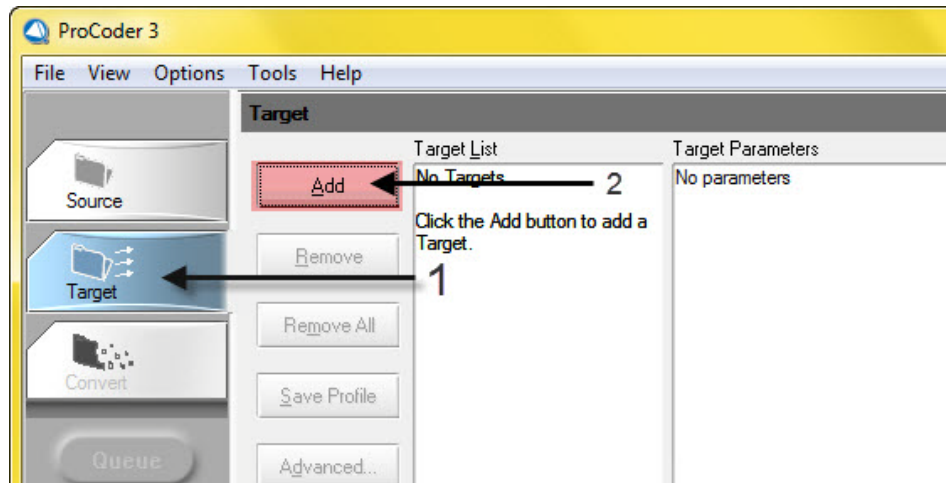 ProCoder 3
File View Options Tools Help
Target
Source
Target
Convert
Queue
Add
Remove
Remove All
Save Profile
Advanced...
Target List
No Targets
Click the Add button to add a
Target.
Target Parameters
No parameters
2
1